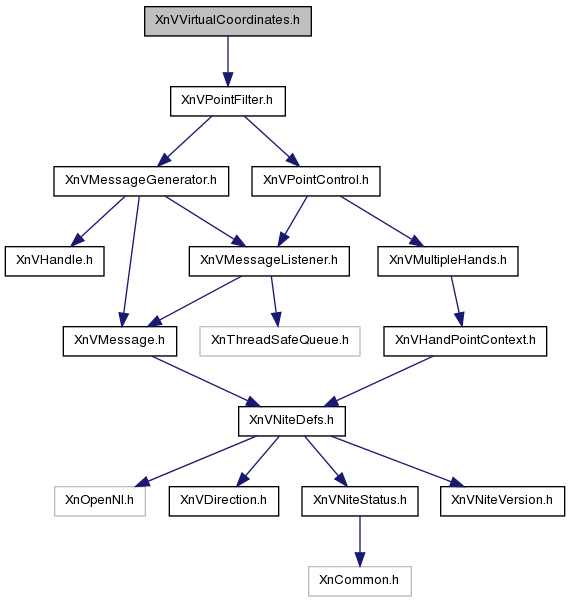 XnVVirtualCoordinates.h
XnVPointFilter.h
XnVMessageGenerator.h
XnVPointControl.h
XnVHandle.h
XnVMessageListener.h
XnVMultipleHands.h
XnVMessage.h
XnThreadSafeQueue.h
XnVHandPointContext.h
XnVNiteDefs.h
XnOpenNI.h
XnVDirection.h
XnVNiteStatus.h
XnVNiteVersion.h
XnCommon.h